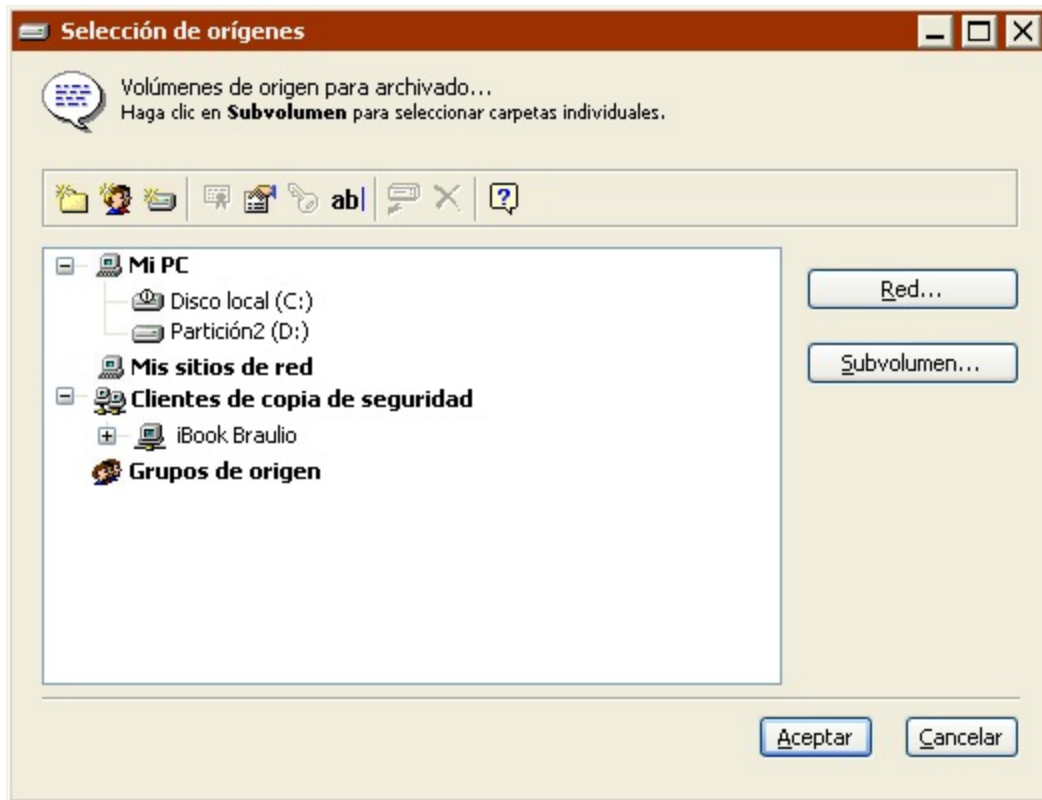 Selección de orígenes
Volúmenes de origen para archivado...
Haga clic en Subvolumen para seleccionar carpetas individuales.
ab
Mi PC
Disco local (C:)
Partición2 (D:)
Mis sitios de red
Clientes de copia de seguridad
iBook Braulio
Grupos de origen
Red...
Subvolumen...
Aceptar
Cancelar